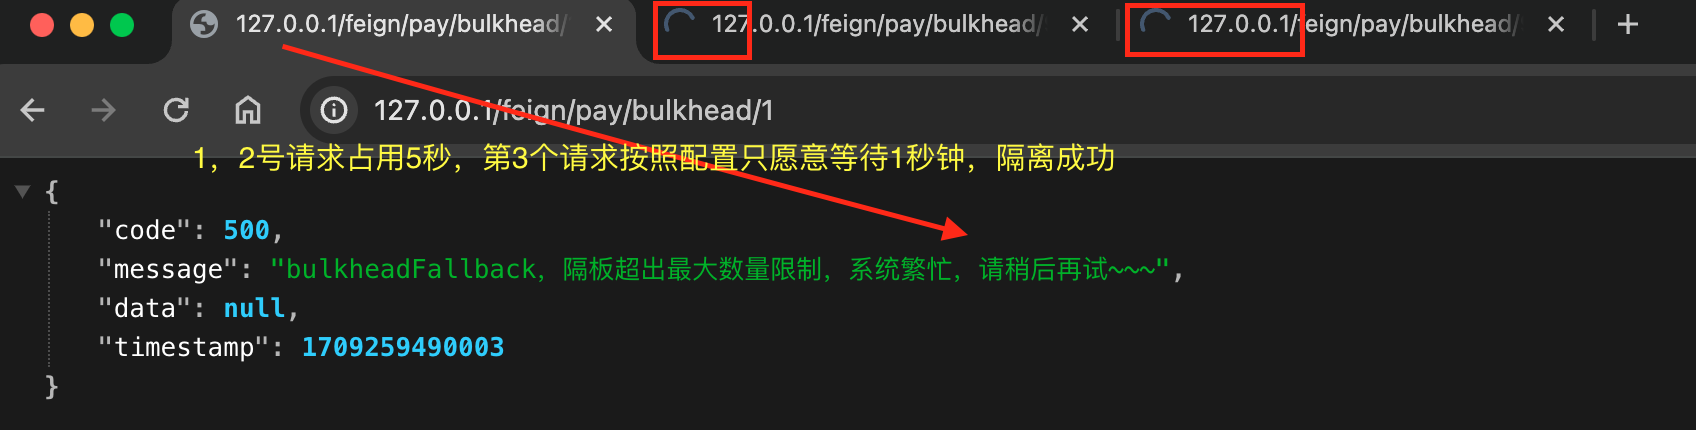 127.0.0.1/feign/pay/bulkhead/
127.0.0.1/feign/pay/bulkhead/
127.0.0.1/feign/pay/bulkhead/
127.0.0.1/feign/pay/bulkhead/1
1，2号请求占用5秒，第3个请求按照配置只愿意等待1秒钟，隔离成功
{
"code": 500,
"message": "bulkheadFallback，隔板超出最大数量限制，系统繁忙，请稍后再试~~~",
"data": null,
"timestamp": 1709259490003
}